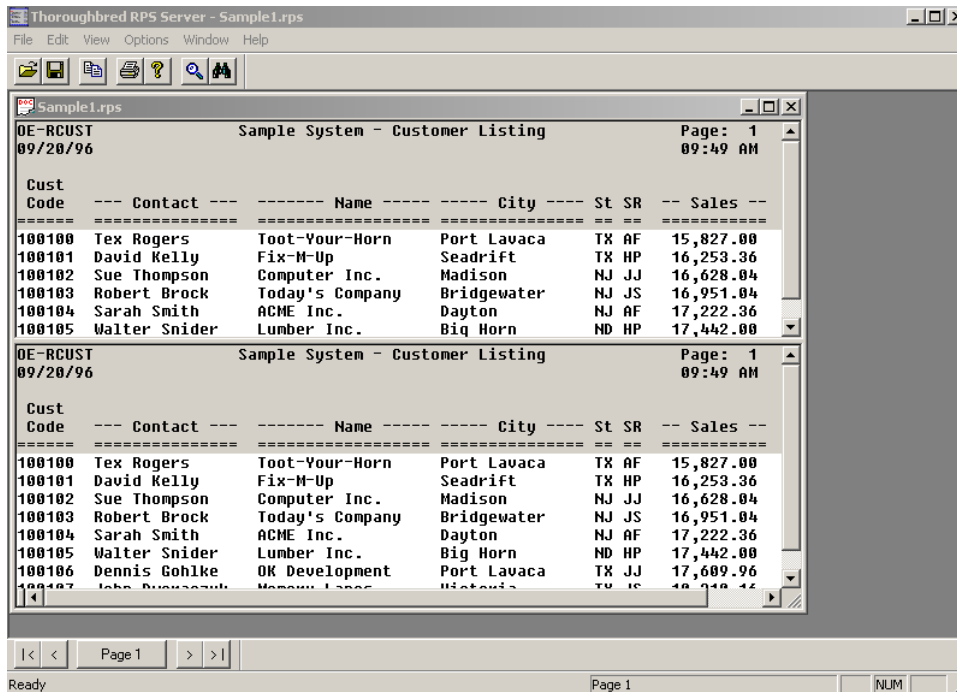 Thoroughbred RPS Server - Sample1.rps
File Edit View Options Window Help
Sample1.rps
OE-RCUST Sample System - Customer Listing Page: 1
09/20/96 09:49 AM
Cust
Code --- Contact --- ------- Name ----- ----- City ---- St SR -- Sales --
====== =============== ================== =============== == == ===========
100100 Tex Rogers Toot-Your-Horn Port Lavaca TX AF 15,827.00
100101 David Kelly Fix-M-Up Seadrift TX HP 16,253.36
100102 Sue Thompson Computer Inc. Madison NJ JJ 16,628.04
100103 Robert Brock Today's Company Bridgewater NJ JS 16,951.04
100104 Sarah Smith ACME Inc. Dayton NJ AF 17,222.36
100105 Walter Snider Lumber Inc. Big Horn ND HP 17,442.00
OE-RCUST Sample System - Customer Listing Page: 1
09/20/96 09:49 AM
Cust
Code --- Contact --- ------- Name ----- ----- City ---- St SR -- Sales --
====== =============== ================== =============== == == ===========
100100 Tex Rogers Toot-Your-Horn Port Lavaca TX AF 15,827.00
100101 David Kelly Fix-M-Up Seadrift TX HP 16,253.36
100102 Sue Thompson Computer Inc. Madison NJ JJ 16,628.04
100103 Robert Brock Today's Company Bridgewater NJ JS 16,951.04
100104 Sarah Smith ACME Inc. Dayton NJ AF 17,222.36
100105 Walter Snider Lumber Inc. Big Horn ND HP 17,442.00
100106 Dennis Gohlke OK Development Port Lavaca TX JJ 17,609.96
100107 John
|< < Page 1 > >|
Ready Page 1 NUM